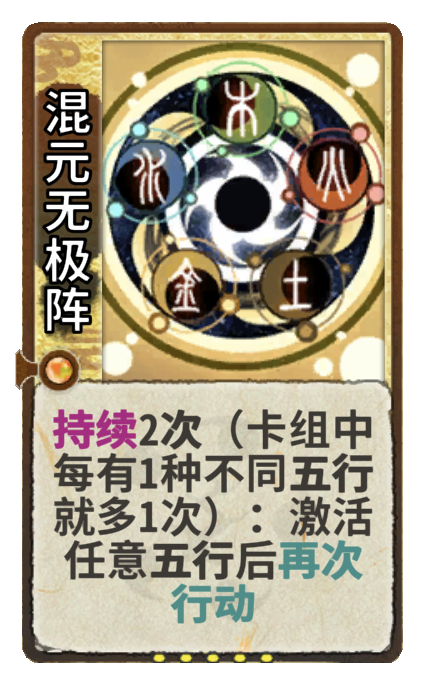 混元无极阵
木
水
火
金
土
持续2次（卡组中
每有1种不同五行
就多1次）：激活
任意五行后再次
行动